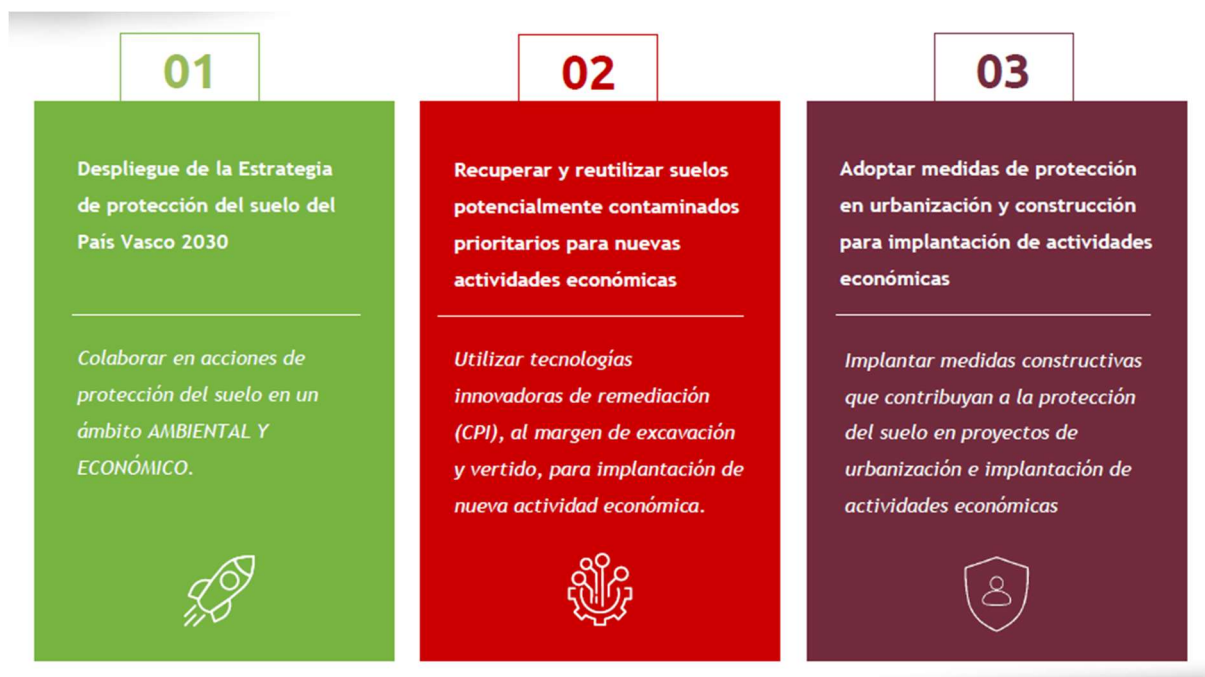 01
Despliegue de la Estrategia
de protección del suelo del
País Vasco 2030
Colaborar en acciones de
protección del suelo en un
ámbito AMBIENTAL Y
ECONÓMICO.
02
Recuperar y reutilizar suelos
potencialmente contaminados
prioritarios para nuevas
actividades económicas
Utilizar tecnologías
innovadoras de remediación
(CPI), al margen de excavación
y vertido, para implantación de
nueva actividad económica.
03
Adoptar medidas de protección
en urbanización y construcción
para implantación de actividades
económicas
Implantar medidas constructivas
que contribuyan a la protección
del suelo en proyectos de
urbanización e implantación de
actividades económicas